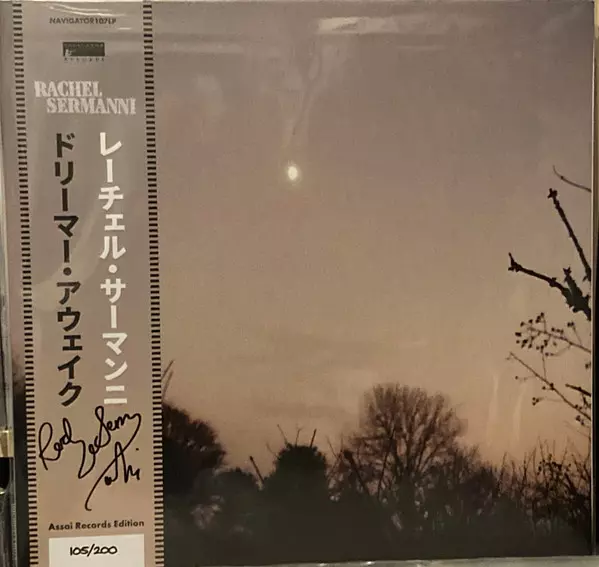 NAVIGATOR107LP
RACHEL
SERMANNI
レーチェル・サーマンニ
ドリーマー・アウェイク
Assai Records Edition
105/200